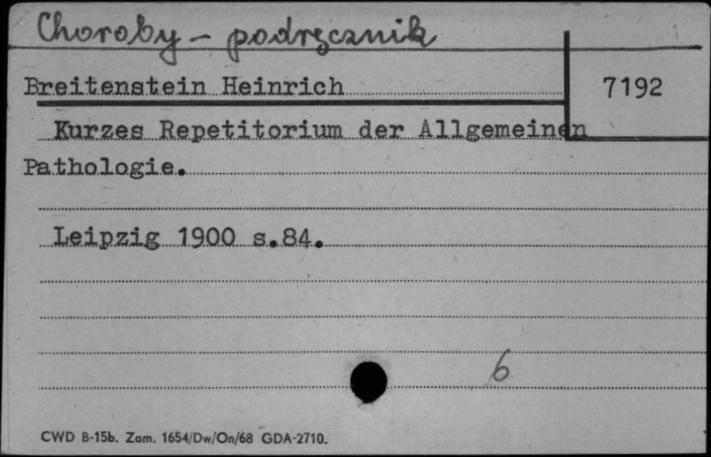 Choroby - podręcznik
Breitenstein Heinrich
7192
Kurzes Repetitorium der Allgemeinen
Pathologie.
Leipzig 1900 s.84.
6
CWD B-15b. Zam. 1654/Dw/On/68 GDA-2710.